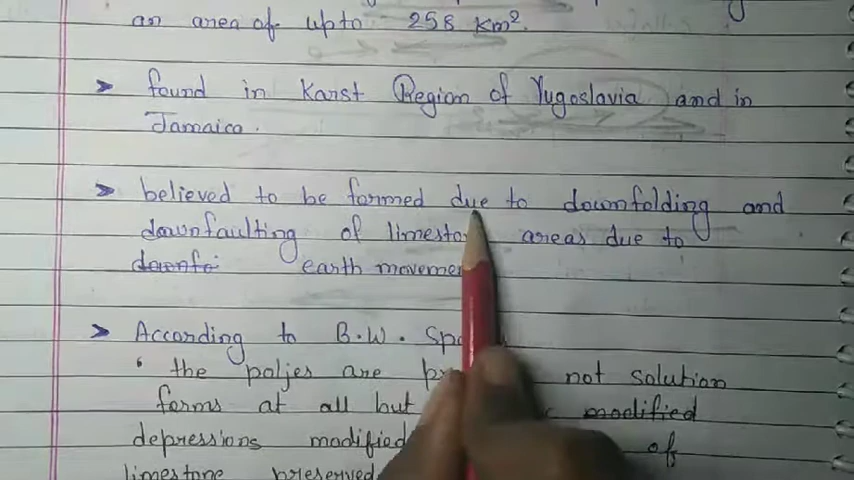 an area of upto 258 Km².
➤ found in Karst Region of Yugoslavia and in
Jamaica.
➤ believed to be formed due to downfolding and
downfaulting of limesto areas due to
downfo earth movemen
➤ According to B.W. Sp
• the poljes are not solution
forms at all but modified
depressions modified of
limestone preserved